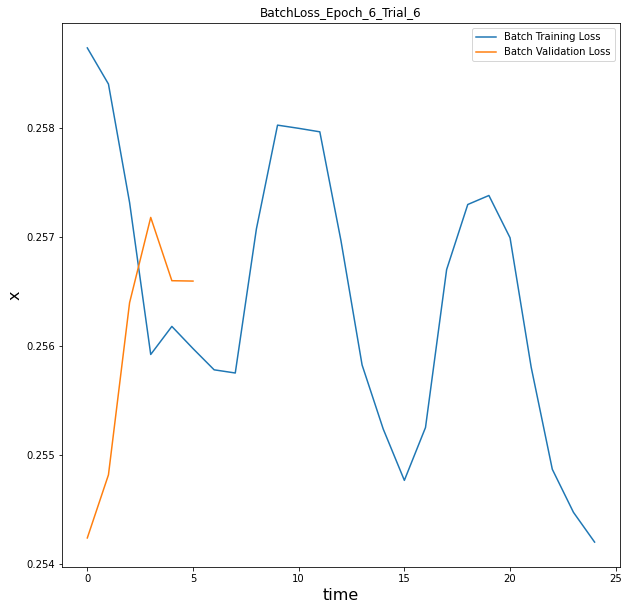 BatchLoss_Epoch_6_Trial_6
Batch Training Loss
Batch Validation Loss
0.258
0.257
0.256
0.255
0.254
x
0
5
10
15
20
25
time